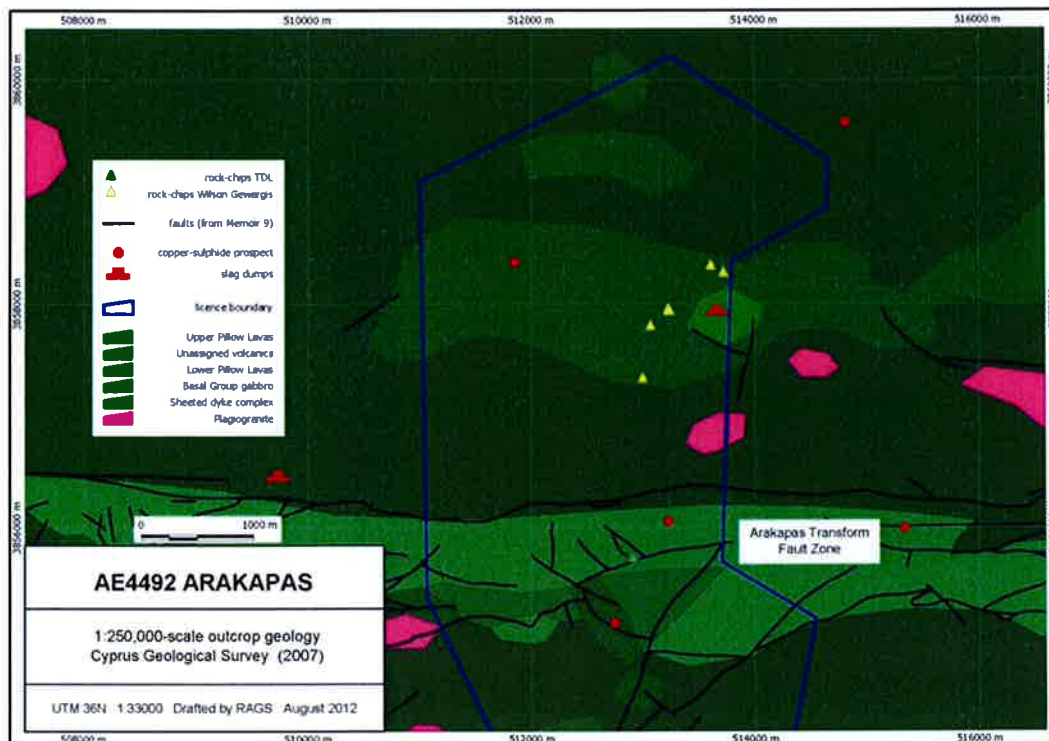 508000 m
510000 m
512000 m
514000 m
516000 m
3860000 m
3858000 m
3858000 m
3856000 m
3856000 m
rock-chips TDL
rock-chips Wilson Gewergis
faults (from Memoir 9)
copper-sulphide prospect
slag dumps
licence boundary
Upper Pillow Lavas
Unassigned volcanics
Lower Pillow Lavas
Basal Group gabbro
Sheeted dyke complex
Plagiogranite
0 1000 m
Arakapas Transform
Fault Zone
AE4492 ARAKAPAS
1:250,000-scale outcrop geology
Cyprus Geological Survey (2007)
UTM 36N 1:33000 Drafted by RAGS August 2012
508000 m
510000 m
512000 m
514000 m
516000 m